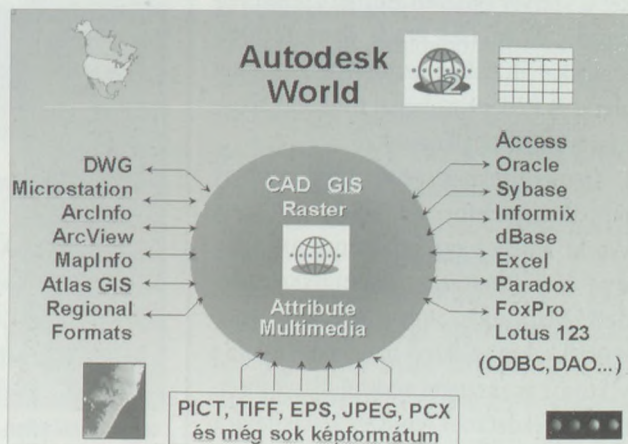 Autodesk
World
2
DWG
Microstation
ArcInfo
ArcView
MapInfo
Atlas GIS
Regional
Formats
CAD GIS
Raster
Attribute
Multimedia
Access
Oracle
Sybase
Informix
dBase
Excel
Paradox
FoxPro
Lotus 123
(ODBC,DAO...)
PICT, TIFF, EPS, JPEG, PCX
és még sok képformátum